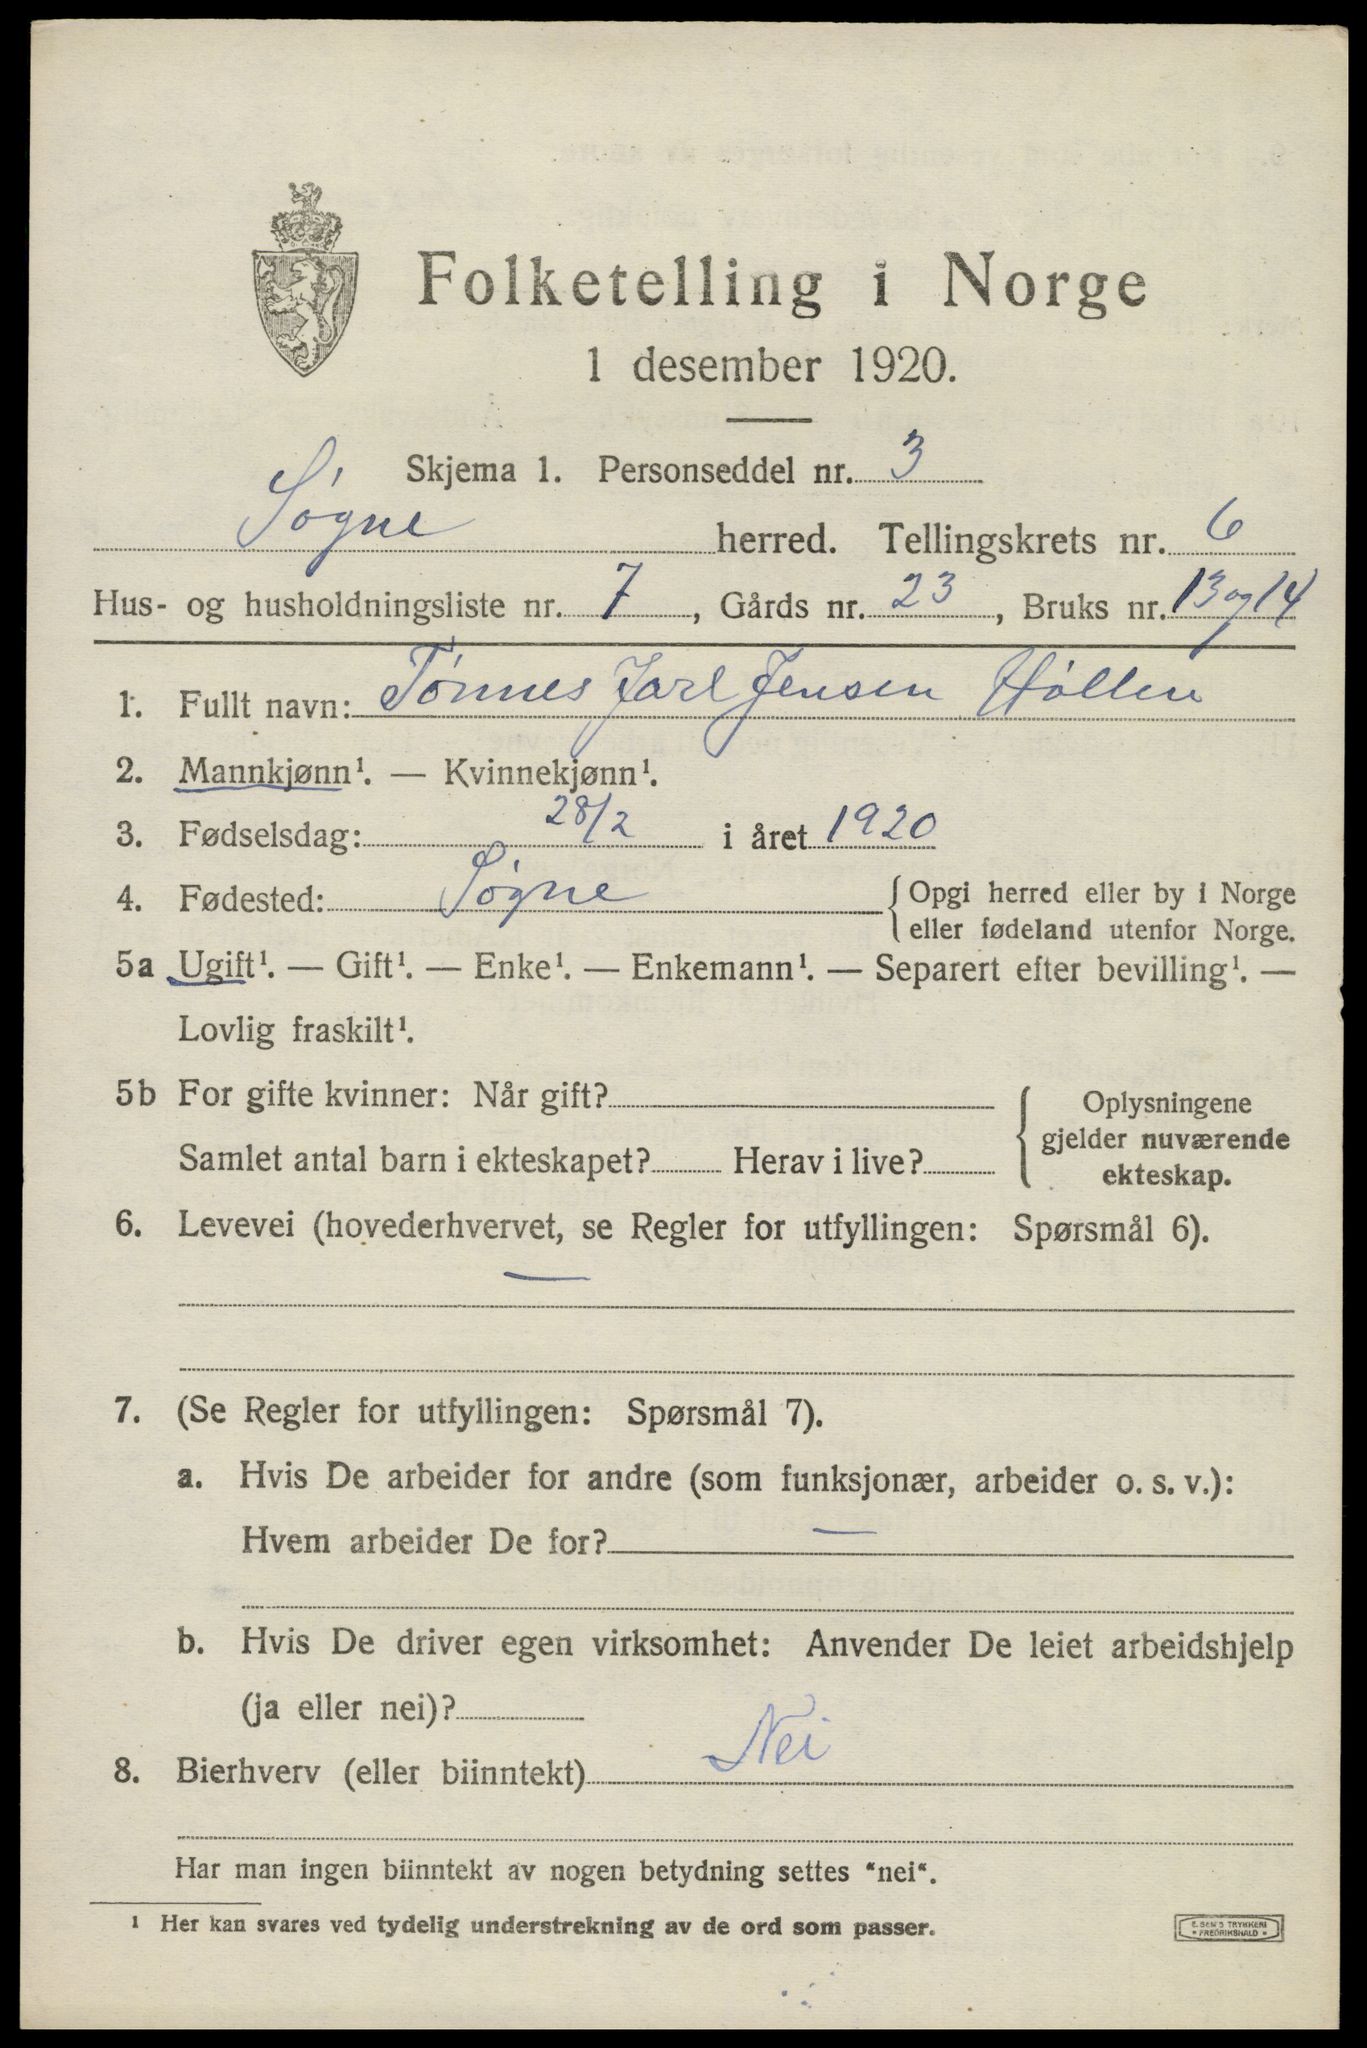 Folketelling i Norge
1 desember 1920.
Skjema 1. Personseddel nr. 3
Søgne herred. Tellingskrets nr. 6
Hus- og husholdningsliste nr. 7, Gårds nr. 23, Bruks nr. 13 og 14
1. Fullt navn: Tønnes Jarl Jensen Høllen
2. Mannkjønn¹. — Kvinnekjønn¹.
3. Fødselsdag: 28/2 i året 1920
4. Fødested: Søgne { Opgi herred eller by i Norge
eller fødeland utenfor Norge.
5a Ugift¹. — Gift¹. — Enke¹. — Enkemann¹. — Separert efter bevilling¹. —
Lovlig fraskilt¹.
5b For gifte kvinner: Når gift? { Oplysningene
gjelder nuværende
Samlet antal barn i ekteskapet? Herav i live?
ekteskap.
6. Levevei (hovederhvervet, se Regler for utfyllingen: Spørsmål 6).
—
7. (Se Regler for utfyllingen: Spørsmål 7).
a. Hvis De arbeider for andre (som funksjonær, arbeider o. s. v.):
Hvem arbeider De for? —
b. Hvis De driver egen virksomhet: Anvender De leiet arbeidshjelp
(ja eller nei)?
8. Bierhverv (eller biinntekt) Nei
Har man ingen biinntekt av nogen betydning settes "nei".
¹ Her kan svares ved tydelig understrekning av de ord som passer.
E. SEM'S TRYKKERI
* FREDRIKSHALD *